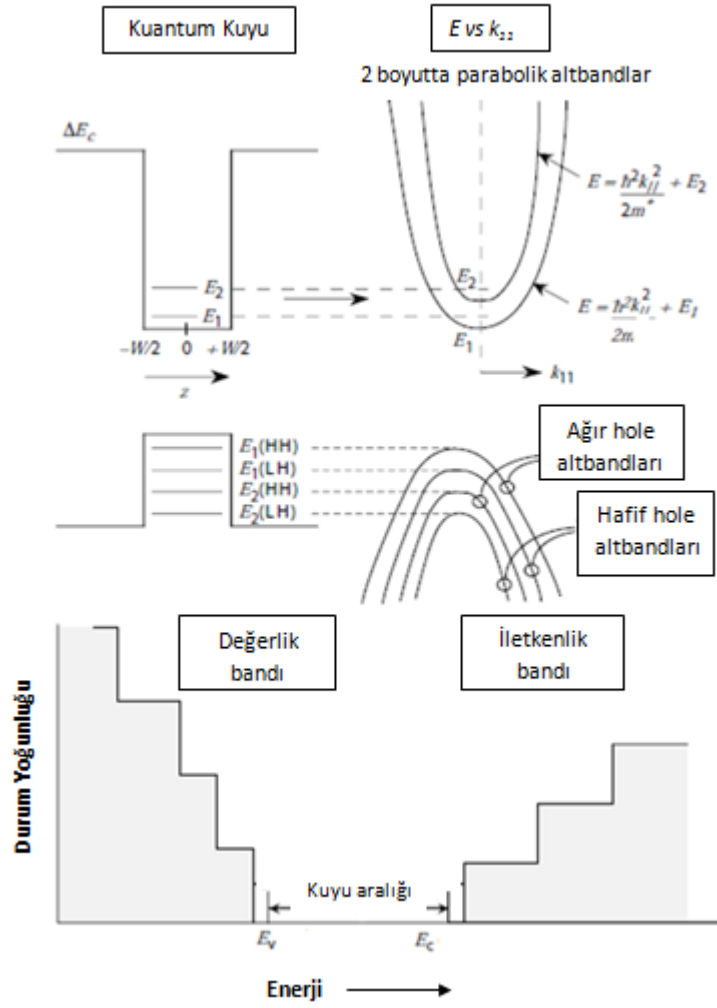 Kuantum Kuyu
E vs k₁₁
2 boyutta parabolik altbandlar
ΔE_c
E = ħ²k²_// / 2m* + E₂
E₂
E₁
E₂
E₁
E = ħ²k²_// / 2m + E₁
−W/2 0 +W/2
z
k₁₁
E₁(HH)
E₁(LH)
E₂(HH)
E₂(LH)
Ağır hole
altbandları
Hafif hole
altbandları
Değerlik
bandı
İletkenlik
bandı
Durum Yoğunluğu
Kuyu aralığı
E_v
E_c
Enerji